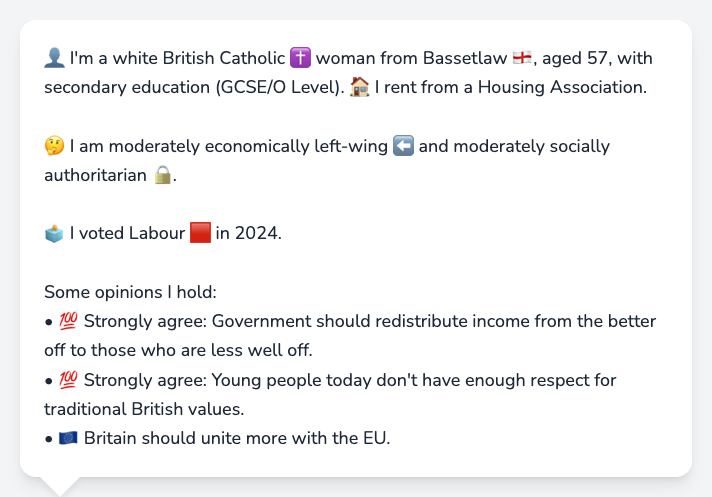 👤 I'm a white British Catholic ✝️ woman from Bassetlaw 🏴󠁧󠁢󠁥󠁮󠁧󠁿, aged 57, with
secondary education (GCSE/O Level). 🏠 I rent from a Housing Association.
🤔 I am moderately economically left-wing ⬅️ and moderately socially
authoritarian 🔒.
🗳️ I voted Labour 🟥 in 2024.
Some opinions I hold:
• 💯 Strongly agree: Government should redistribute income from the better
off to those who are less well off.
• 💯 Strongly agree: Young people today don't have enough respect for
traditional British values.
• 🇪🇺 Britain should unite more with the EU.